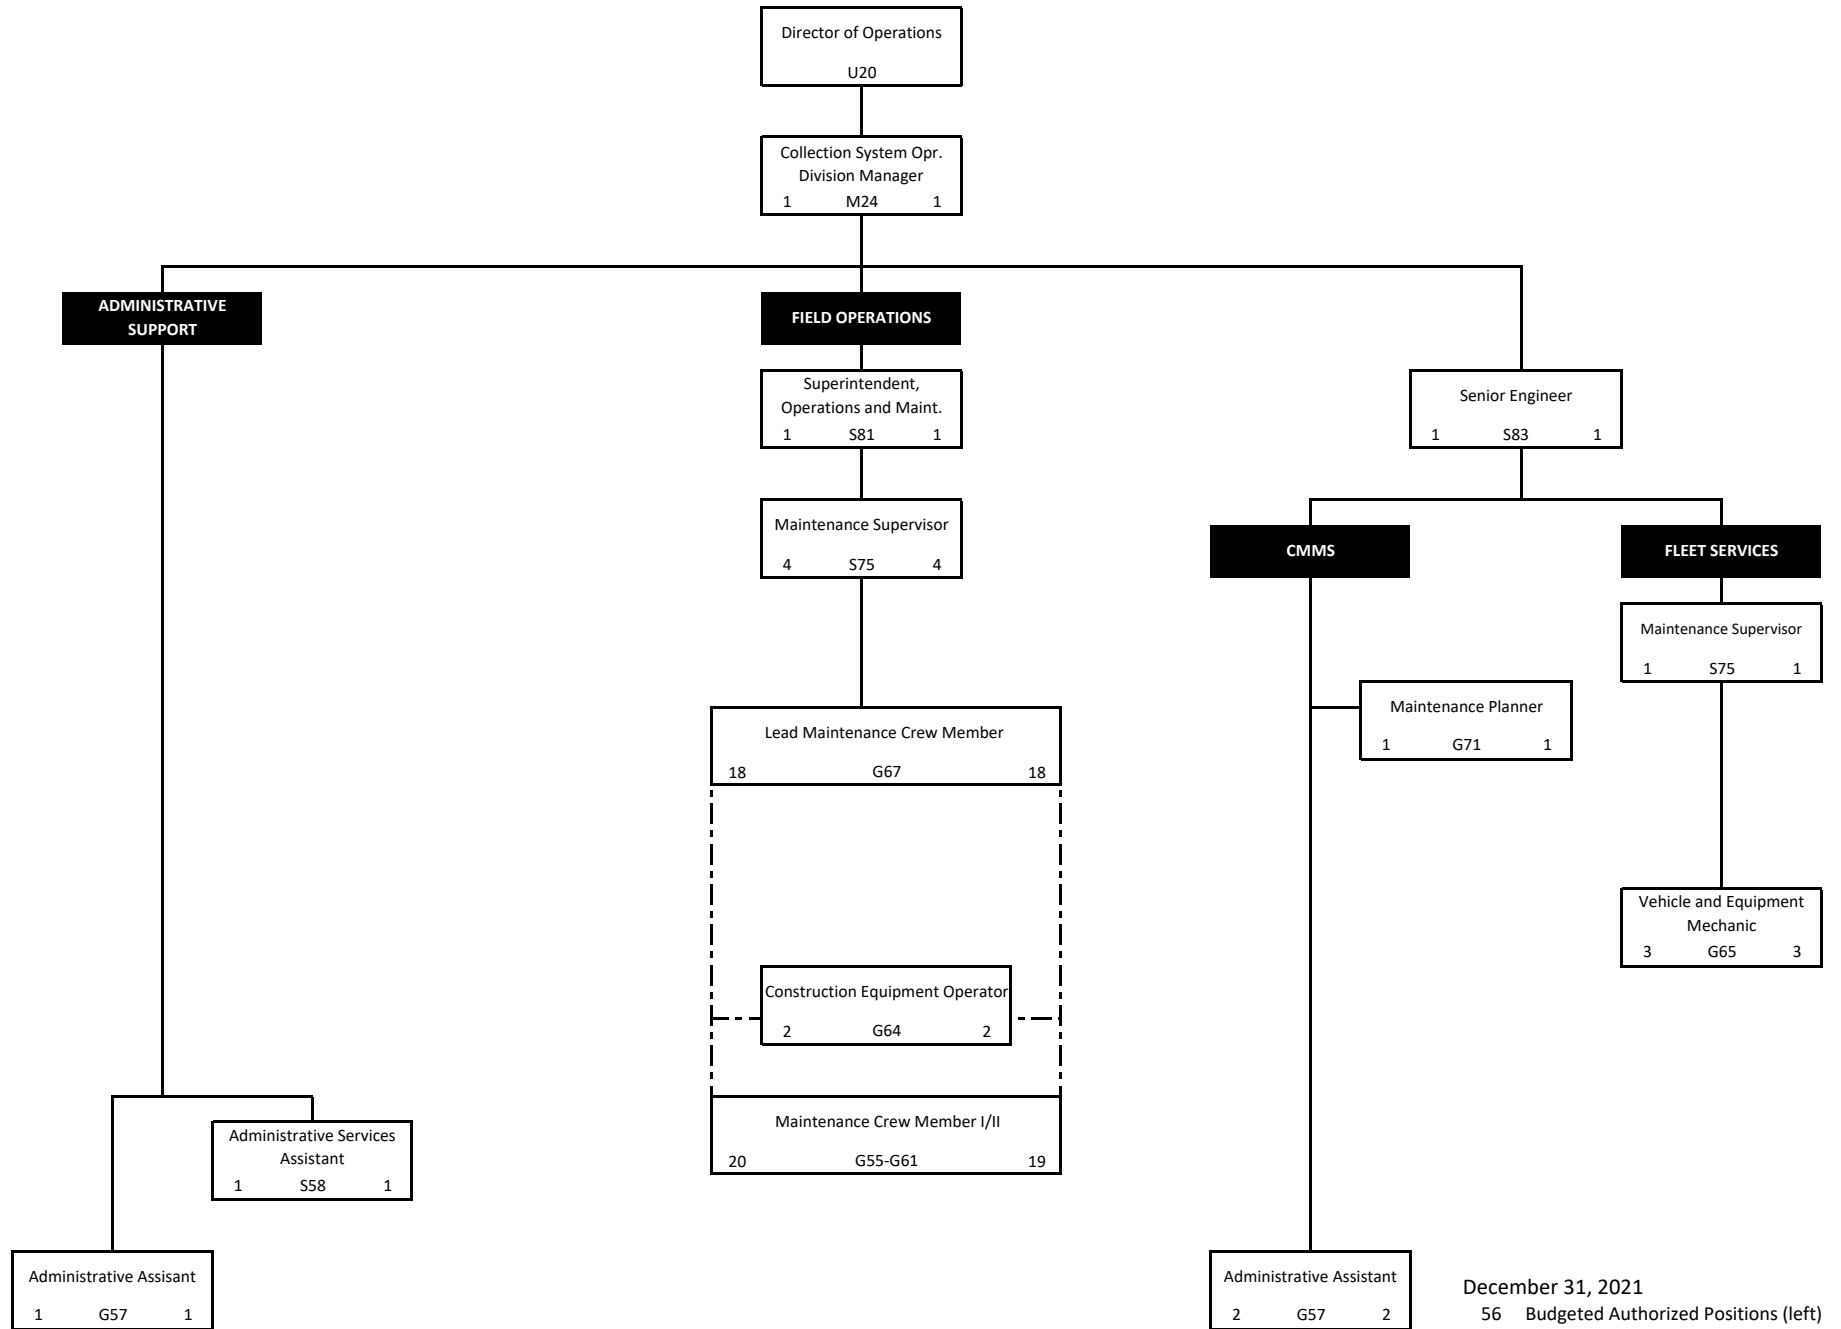 Director of Operations
U20
Collection System Opr.
Division Manager
1 M24 1
ADMINISTRATIVE
SUPPORT
FIELD OPERATIONS
Superintendent,
Operations and Maint.
1 S81 1
Senior Engineer
1 S83 1
Maintenance Supervisor
4 S75 4
CMMS
FLEET SERVICES
Maintenance Supervisor
1 S75 1
Maintenance Planner
1 G71 1
Lead Maintenance Crew Member
18 G67 18
Vehicle and Equipment
Mechanic
3 G65 3
Construction Equipment Operator
2 G64 2
Maintenance Crew Member I/II
20 G55-G61 19
Administrative Services
Assistant
1 S58 1
Administrative Assisant
1 G57 1
Administrative Assistant
2 G57 2
December 31, 2021
56 Budgeted Authorized Positions (left)